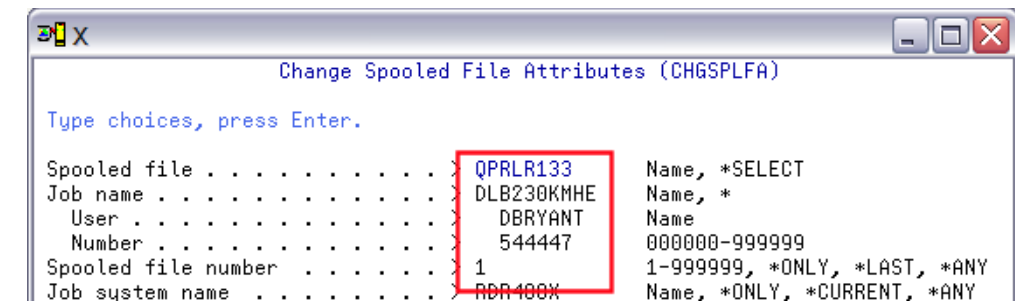 X
Change Spooled File Attributes (CHGSPLFA)
Type choices, press Enter.
Spooled file . . . . . . . . . . . > QPRLR133 Name, *SELECT
Job name . . . . . . . . . . . . . > DLB230KMHE Name, *
User . . . . . . . . . . . . . . > DBRYANT Name
Number . . . . . . . . . . . . . > 544447 000000-999999
Spooled file number . . . . . . > 1 1-999999, *ONLY, *LAST, *ANY
Job system name . . . . . . . . > RDR400X Name, *ONLY, *CURRENT, *ANY